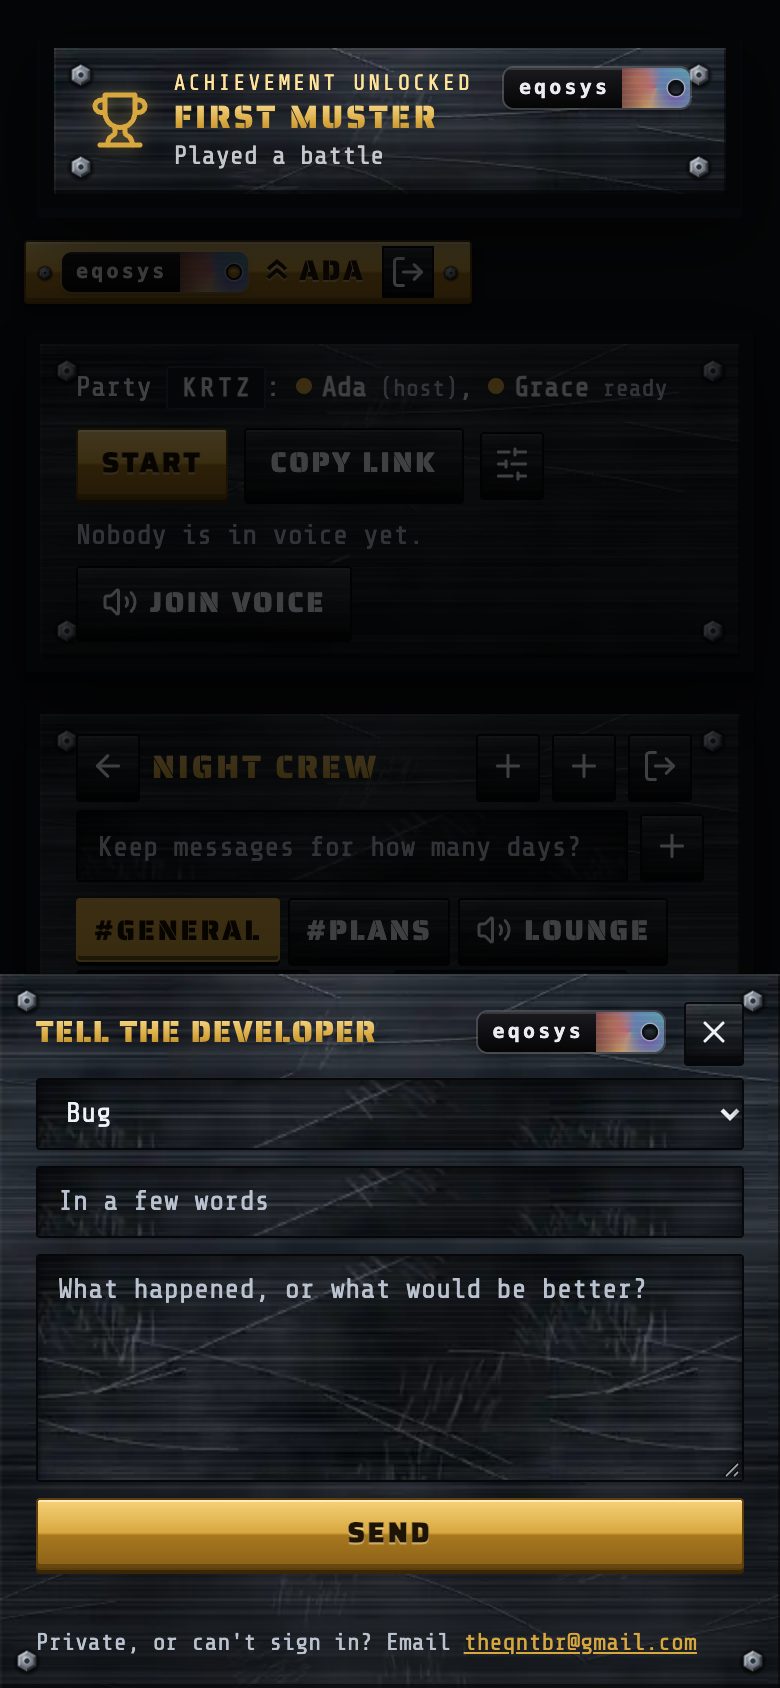 ACHIEVEMENT UNLOCKED
eqosys
FIRST MUSTER
Played a battle
eqosys ADA
Party KRTZ: Ada (host), Grace ready
START COPY LINK
Nobody is in voice yet.
JOIN VOICE
NIGHT CREW
Keep messages for how many days?
#GENERAL #PLANS LOUNGE
TELL THE DEVELOPER eqosys
Bug
In a few words
What happened, or what would be better?
SEND
Private, or can't sign in? Email theqntbr@gmail.com